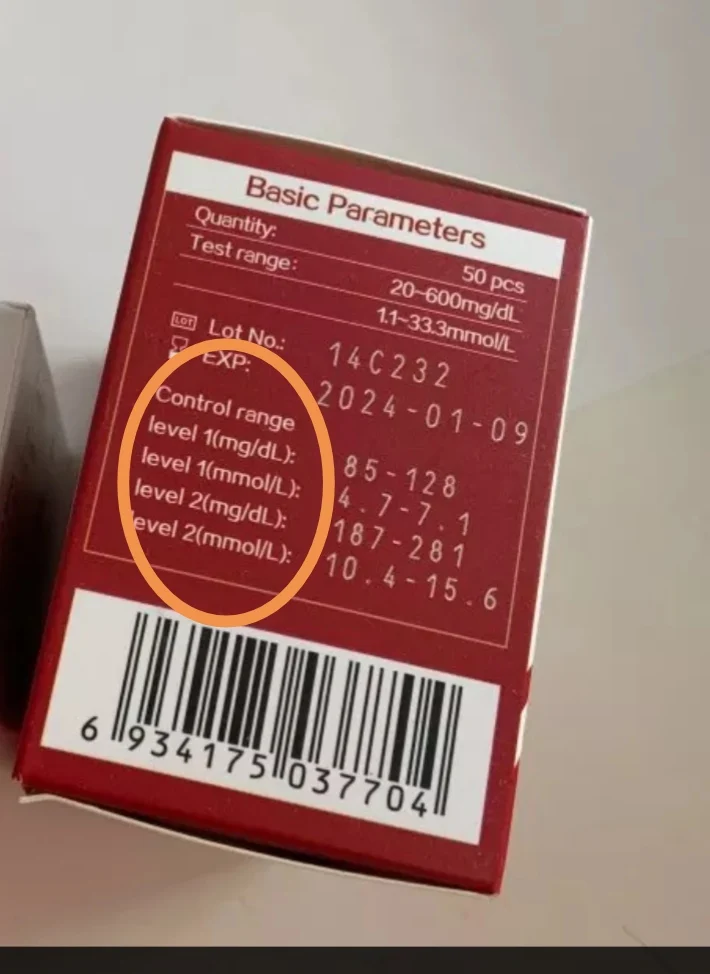 Basic Parameters
Quantity: 50 pcs
Test range: 20~600mg/dL
1.1~33.3mmol/L
LOT Lot No.: 14C232
EXP: 2024-01-09
Control range
level 1(mg/dL): 85-128
level 1(mmol/L): 4.7-7.1
level 2(mg/dL): 187-281
level 2(mmol/L): 10.4-15.6
6 934175 037704